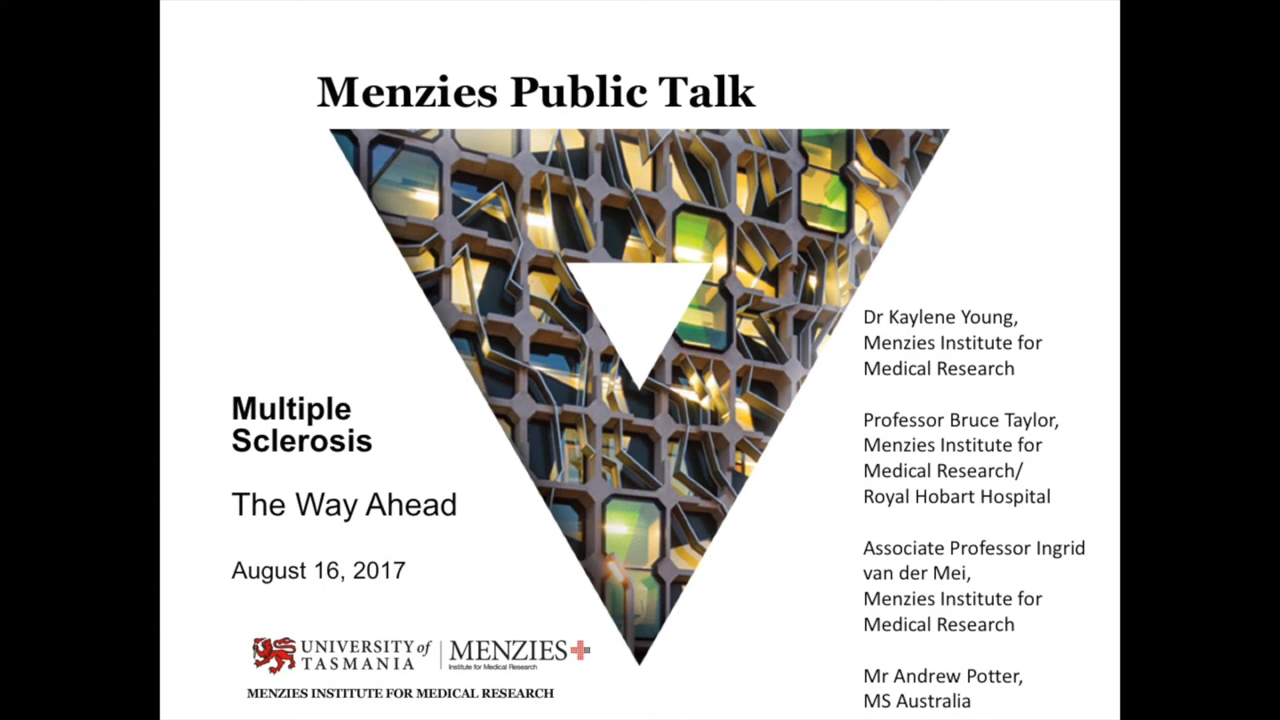 Menzies Public Talk
Multiple
Sclerosis
The Way Ahead
August 16, 2017
UNIVERSITY of
TASMANIA
MENZIES
Institute for Medical Research
MENZIES INSTITUTE FOR MEDICAL RESEARCH
Dr Kaylene Young,
Menzies Institute for
Medical Research
Professor Bruce Taylor,
Menzies Institute for
Medical Research/
Royal Hobart Hospital
Associate Professor Ingrid
van der Mei,
Menzies Institute for
Medical Research
Mr Andrew Potter,
MS Australia